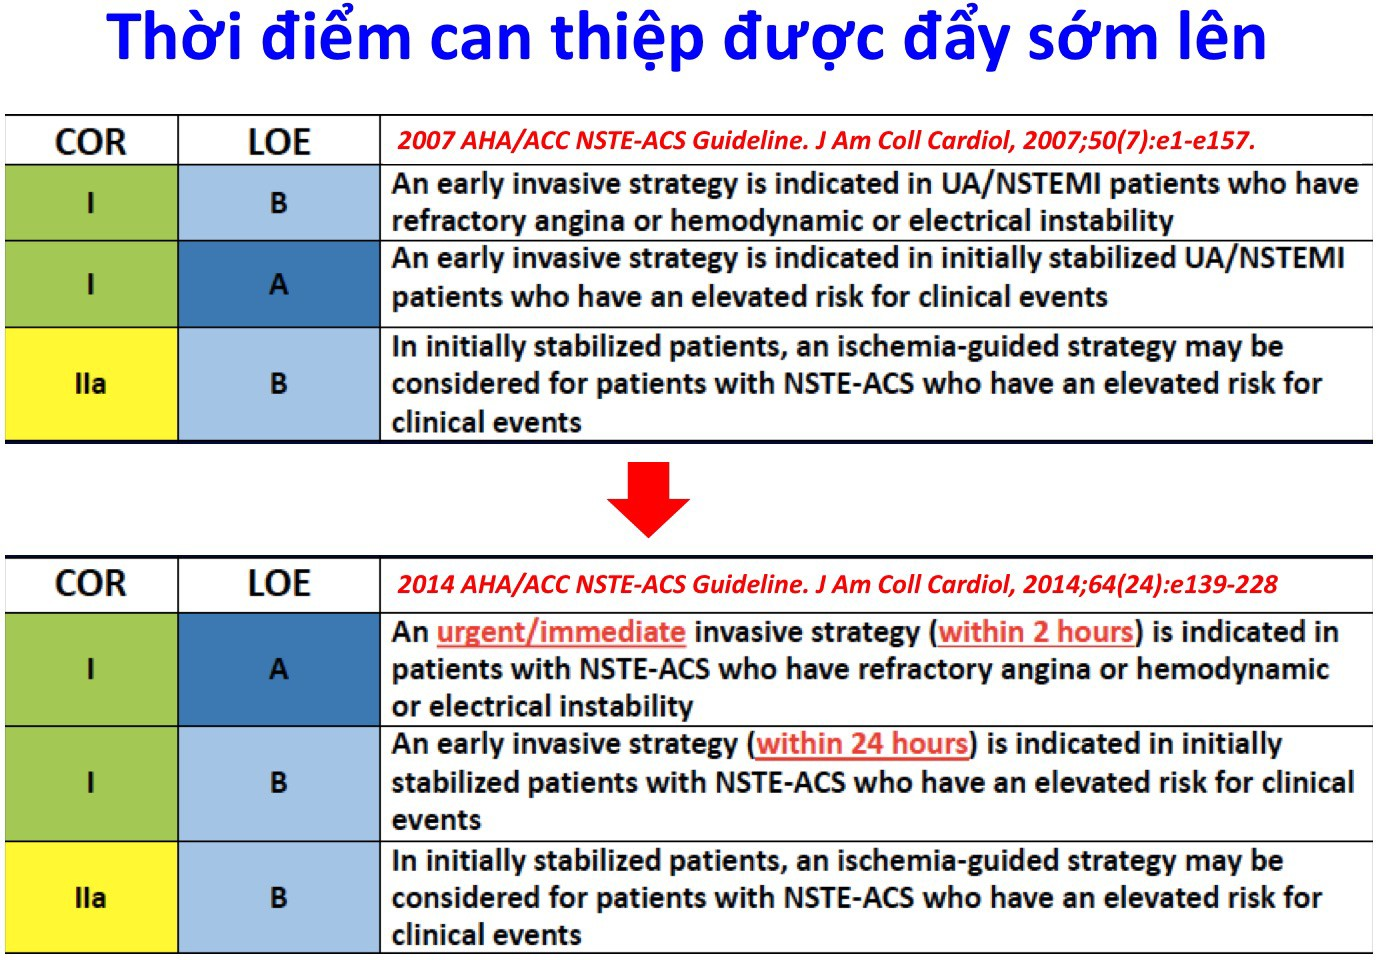 Thời điểm can thiệp được đẩy sớm lên
COR LOE 2007 AHA/ACC NSTE-ACS Guideline. J Am Coll Cardiol, 2007;50(7):e1-e157.
I B An early invasive strategy is indicated in UA/NSTEMI patients who have
refractory angina or hemodynamic or electrical instability
I A An early invasive strategy is indicated in initially stabilized UA/NSTEMI
patients who have an elevated risk for clinical events
IIa B In initially stabilized patients, an ischemia-guided strategy may be
considered for patients with NSTE-ACS who have an elevated risk for
clinical events
COR LOE 2014 AHA/ACC NSTE-ACS Guideline. J Am Coll Cardiol, 2014;64(24):e139-228
I A An urgent/immediate invasive strategy (within 2 hours) is indicated in
patients with NSTE-ACS who have refractory angina or hemodynamic
or electrical instability
I B An early invasive strategy (within 24 hours) is indicated in initially
stabilized patients with NSTE-ACS who have an elevated risk for clinical
events
IIa B In initially stabilized patients, an ischemia-guided strategy may be
considered for patients with NSTE-ACS who have an elevated risk for
clinical events